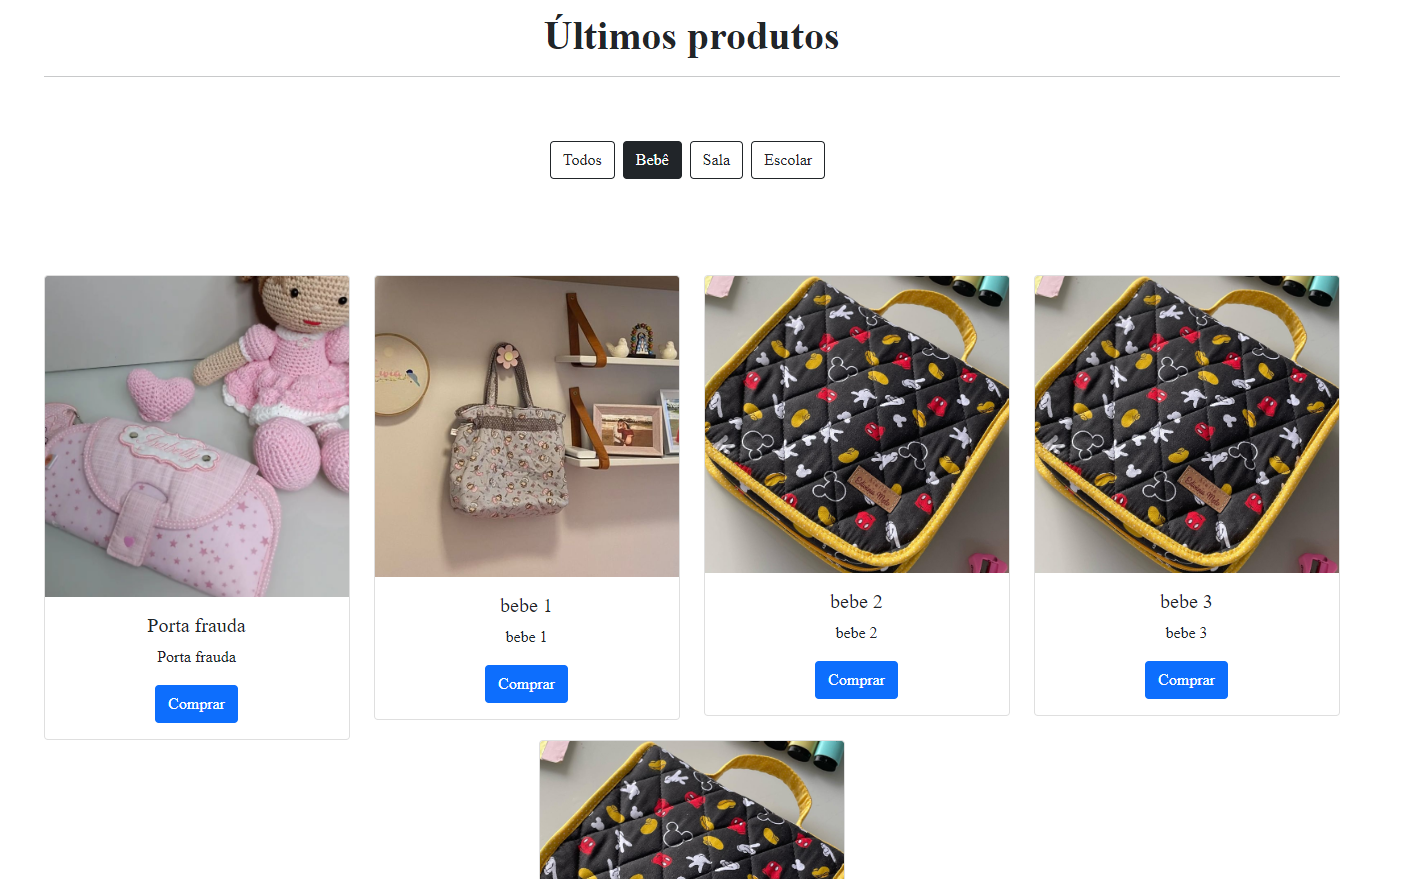 Últimos produtos
Todos
Bebê
Sala
Escolar
Porta frauda
Porta frauda
Comprar
bebe 1
bebe 1
Comprar
bebe 2
bebe 2
Comprar
bebe 3
bebe 3
Comprar